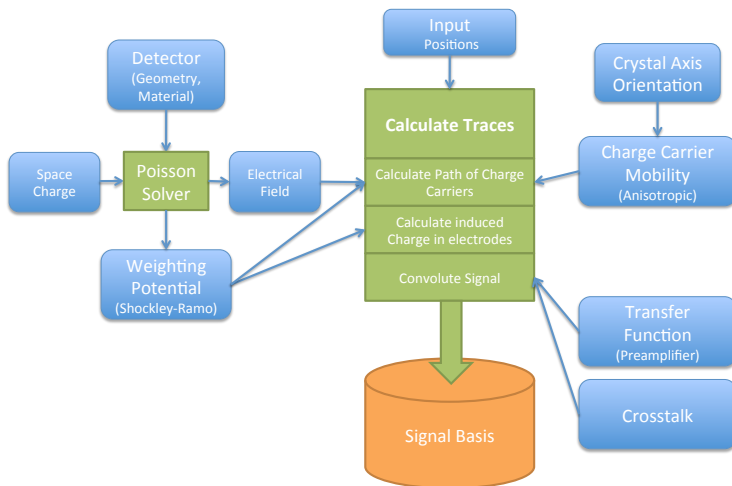 Input
Positions
Detector
(Geometry,
Material)
Crystal Axis
Orientation
Calculate Traces
Space
Charge
Poisson
Solver
Electrical
Field
Calculate Path of Charge
Carriers
Charge Carrier
Mobility
(Anisotropic)
Calculate induced
Charge in electrodes
Weighting
Potential
(Shockley-Ramo)
Convolute Signal
Transfer
Function
(Preamplifier)
Crosstalk
Signal Basis